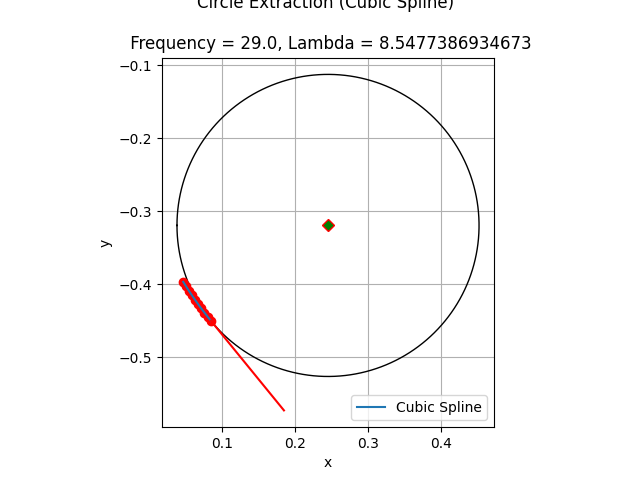 Circle Extraction (Cubic Spline)
Frequency = 29.0, Lambda = 8.5477386934673
−0.1
−0.2
−0.3
−0.4
−0.5
y
0.1 0.2 0.3 0.4
x
Cubic Spline